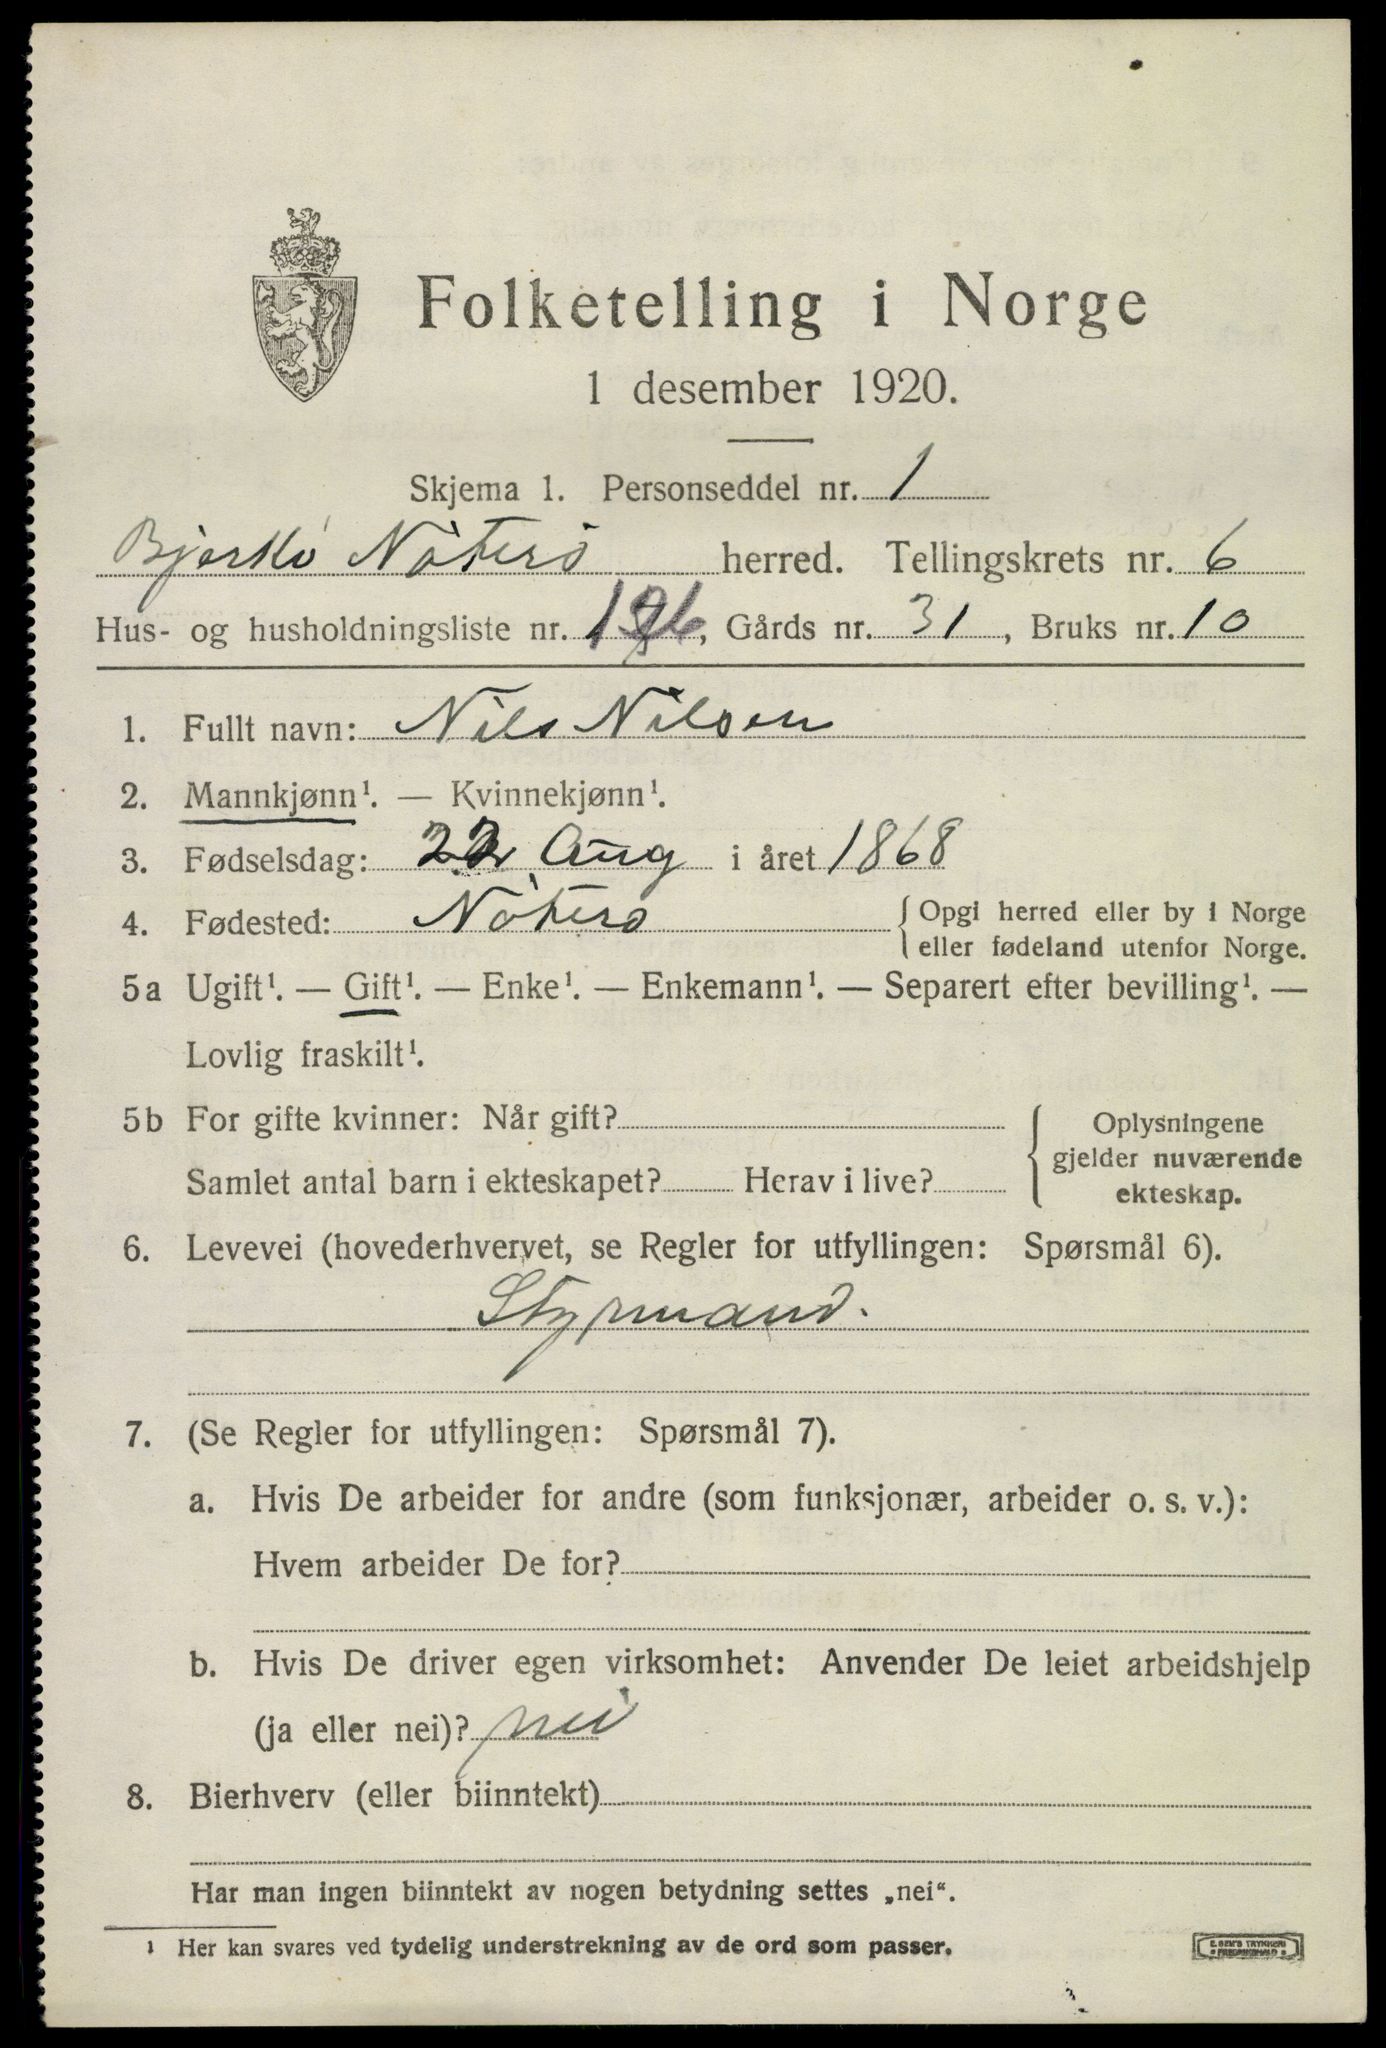 Folketelling i Norge
1 desember 1920.
Skjema 1. Personseddel nr. 1
Bjerkø Nøterø herred. Tellingskrets nr. 6
Hus- og husholdningsliste nr. , Gårds nr. 31, Bruks nr. 10
1. Fullt navn: Nils Nilsen
2. Mannkjønn¹. — Kvinnekjønn¹.
3. Fødselsdag: 22 Aug i året 1868
4. Fødested: Nøterø { Opgi herred eller by i Norge
eller fødeland utenfor Norge.
5a Ugift¹. — Gift¹. — Enke¹. — Enkemann¹. — Separert efter bevilling¹. —
Lovlig fraskilt¹.
5b For gifte kvinner: Når gift?
Samlet antal barn i ekteskapet? Herav i live?
{ Oplysningene
gjelder nuværende
ekteskap.
6. Levevei (hovederhvervet, se Regler for utfyllingen: Spørsmål 6).
Styrmand.
7. (Se Regler for utfyllingen: Spørsmål 7).
a. Hvis De arbeider for andre (som funksjonær, arbeider o. s. v.):
Hvem arbeider De for?
b. Hvis De driver egen virksomhet: Anvender De leiet arbeidshjelp
(ja eller nei)? nei
8. Bierhverv (eller biinntekt)
Har man ingen biinntekt av nogen betydning settes „nei“.
¹ Her kan svares ved tydelig understrekning av de ord som passer.